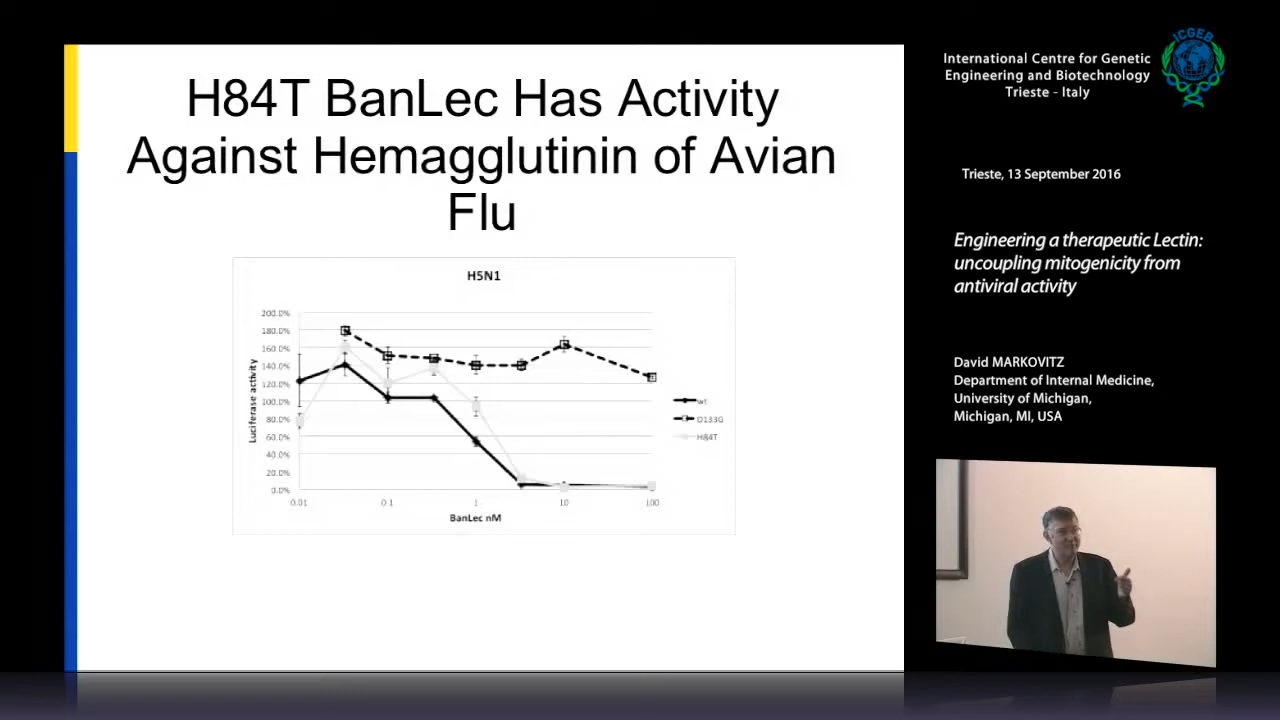 H84T BanLec Has Activity
Against Hemagglutinin of Avian
Flu
H5N1
200.0%
180.0%
160.0%
140.0%
120.0%
100.0%
80.0%
60.0%
40.0%
20.0%
0.0%
Luciferase activity
0.01
0.1
1
10
100
BanLec nM
wt
D133G
H84T
ICGEB
International Centre for Genetic
Engineering and Biotechnology
Trieste - Italy
Trieste, 13 September 2016
Engineering a therapeutic Lectin:
uncoupling mitogenicity from
antiviral activity
David MARKOVITZ
Department of Internal Medicine,
University of Michigan,
Michigan, MI, USA